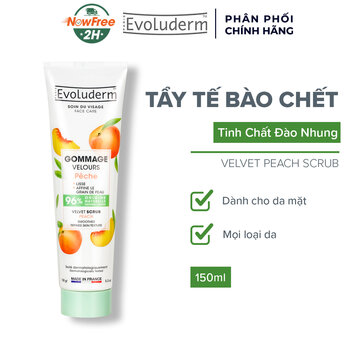 NowFree
2H
Evoluderm™
PHÂN PHỐI
CHÍNH HÃNG
Evoluderm
SOIN DU VISAGE
FACE CARE
GOMMAGE
VELOURS
Pêche
LISSE
AFFINE LE
GRAIN DE PEAU
96%
VELVET SCRUB
PEACH
SMOOTHES
REFINES SKIN TEXTURE
MADE IN FRANCE
TẨY TẾ BÀO CHẾT
Tinh Chất Đào Nhung
VELVET PEACH SCRUB
Dành cho da mặt
Mọi loại da
150ml